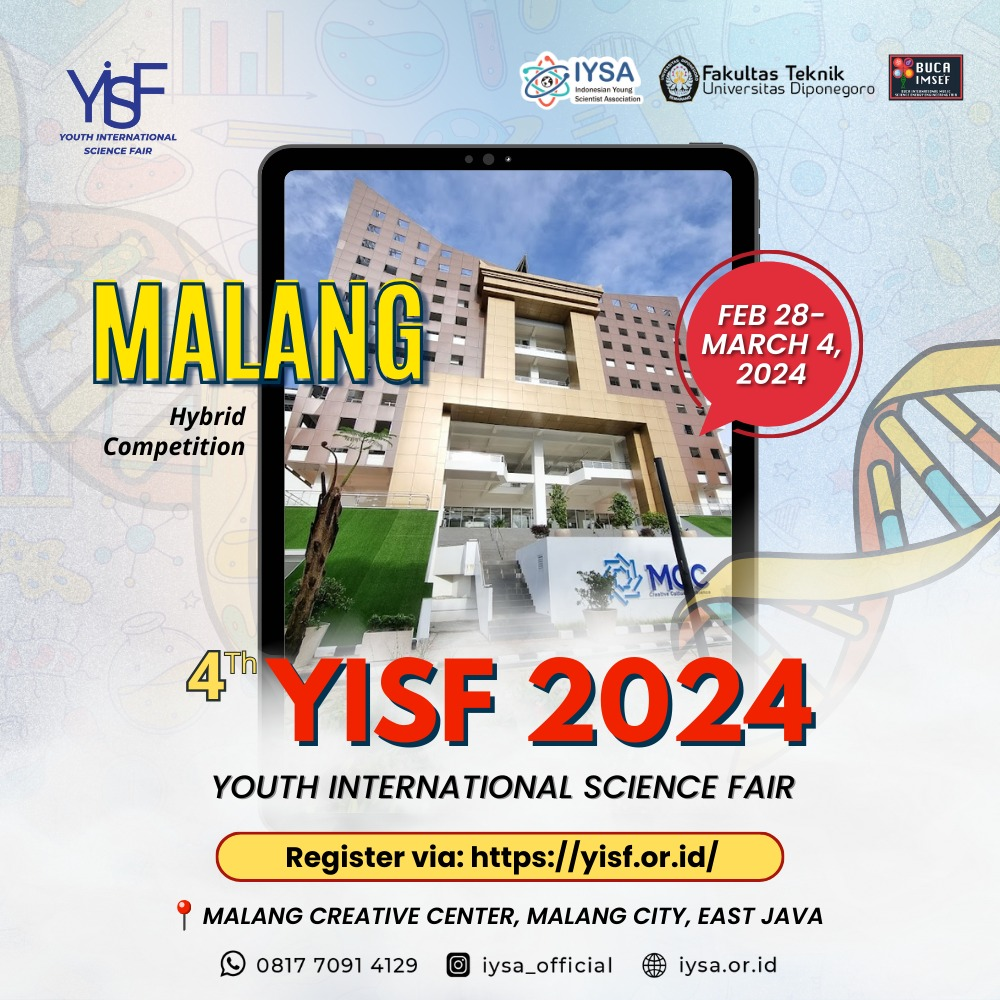 YISF
YOUTH INTERNATIONAL
SCIENCE FAIR
IYSA
Indonesian Young
Scientist Association
Fakultas Teknik
Universitas Diponegoro
BUCA
IMSEF
MALANG
Hybrid
Competition
FEB 28-
MARCH 4,
2024
MCC
4Th YISF 2024
YOUTH INTERNATIONAL SCIENCE FAIR
Register via: https://yisf.or.id/
MALANG CREATIVE CENTER, MALANG CITY, EAST JAVA
0817 7091 4129 iysa_official iysa.or.id